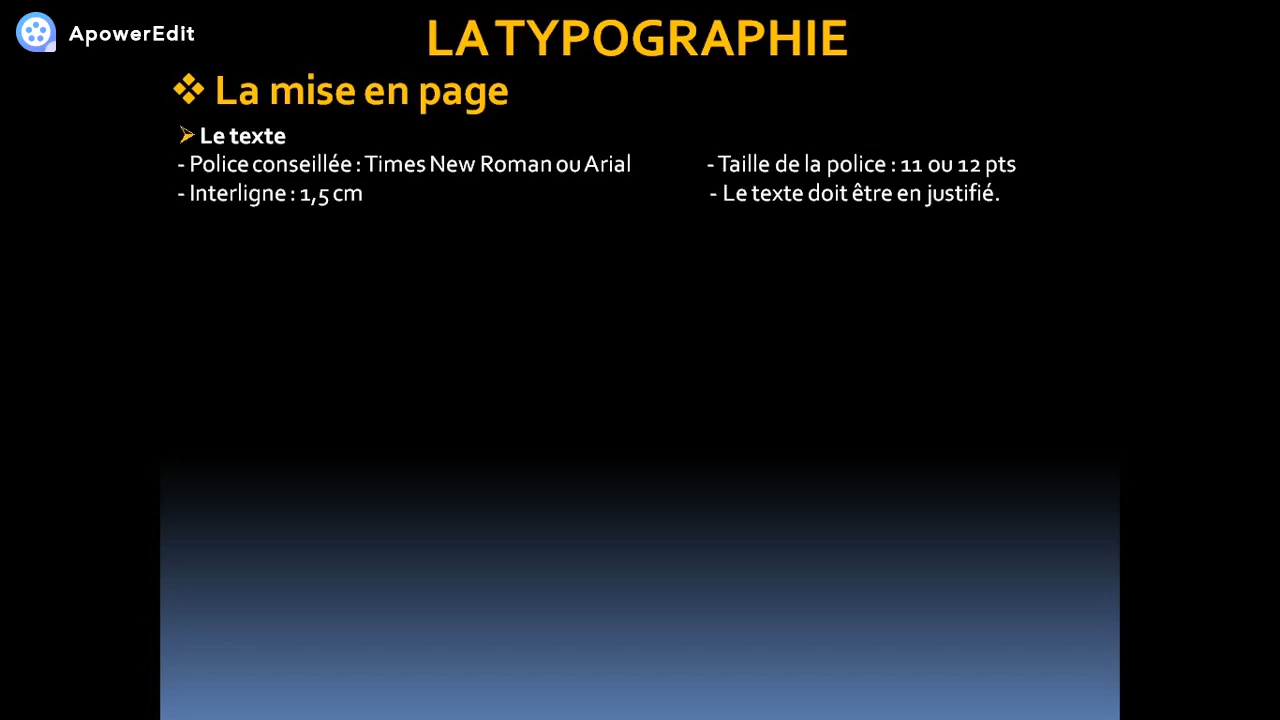 ApowerEdit
LA TYPOGRAPHIE
❖ La mise en page
➢ Le texte
- Police conseillée : Times New Roman ou Arial - Taille de la police : 11 ou 12 pts
- Interligne : 1,5 cm - Le texte doit être en justifié.